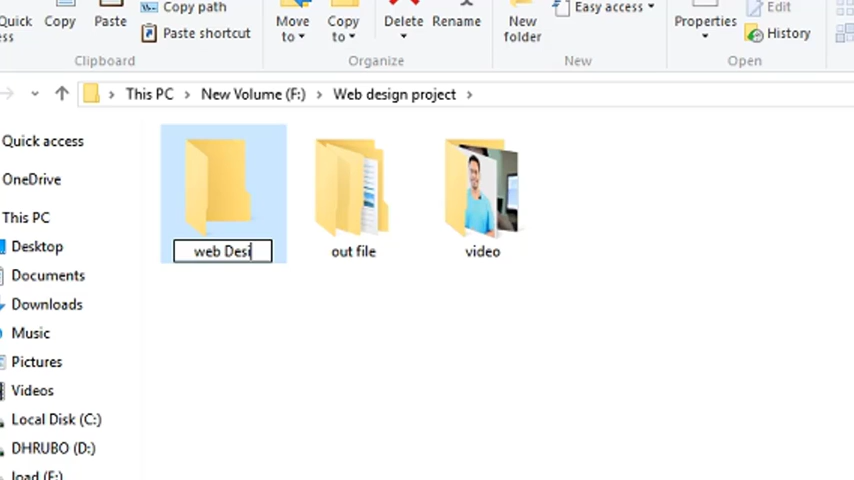 Quick
Copy
Paste
Copy path
Paste shortcut
Move
to
Copy
to
Delete
Rename
New
folder
Easy access
Properties
Edit
History
Clipboard
Organize
New
Open
This PC > New Volume (F:) > Web design project >
Quick access
OneDrive
This PC
Desktop
Documents
Downloads
Music
Pictures
Videos
Local Disk (C:)
DHRUBO (D:)
web Desi
out file
video